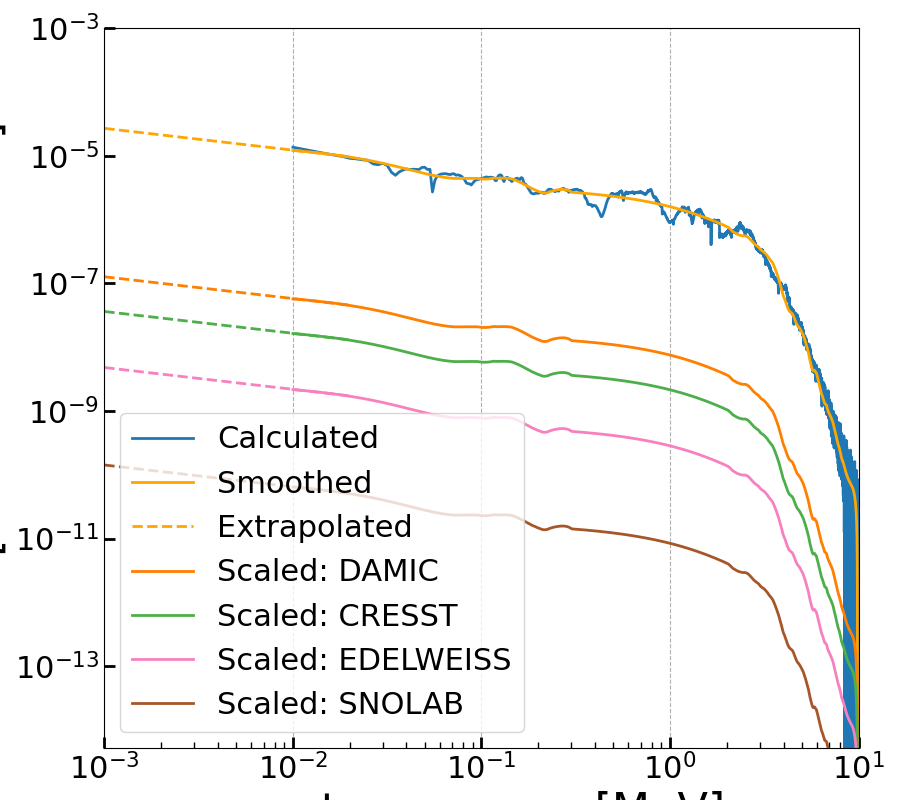 10⁻³
10⁻⁵
10⁻⁷
10⁻⁹
10⁻¹¹
10⁻¹³
Calculated
Smoothed
Extrapolated
Scaled: DAMIC
Scaled: CRESST
Scaled: EDELWEISS
Scaled: SNOLAB
10⁻³ 10⁻² 10⁻¹ 10⁰ 10¹